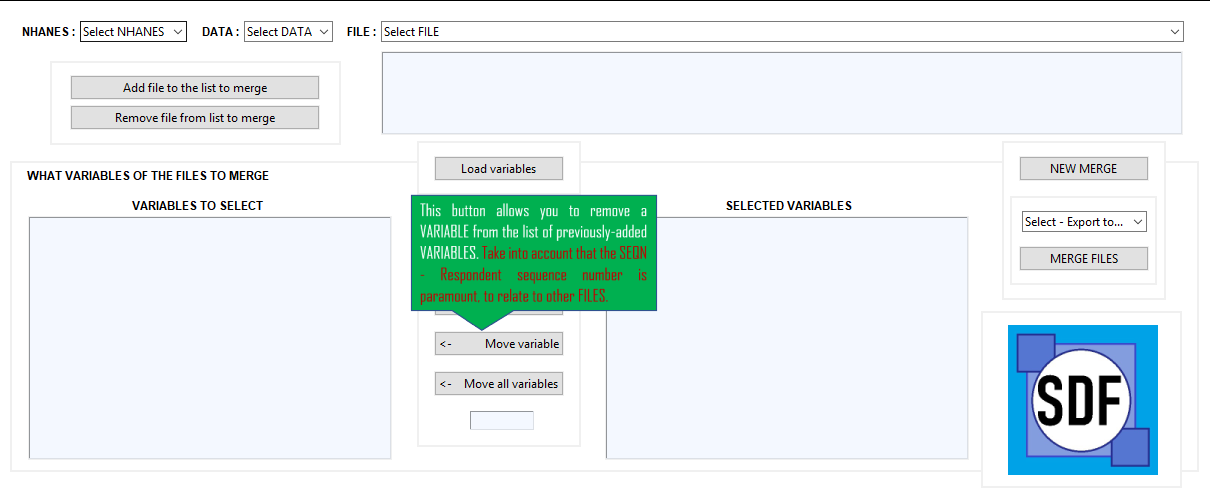 NHANES : Select NHANES DATA : Select DATA FILE : Select FILE
Add file to the list to merge
Remove file from list to merge
WHAT VARIABLES OF THE FILES TO MERGE
VARIABLES TO SELECT
Load variables
This button allows you to remove a
VARIABLE from the list of previously-added
VARIABLES. Take into account that the SEQN
- Respondent sequence number is
paramount, to relate to other FILES.
<- Move variable
<- Move all variables
SELECTED VARIABLES
NEW MERGE
Select - Export to...
MERGE FILES
SDF